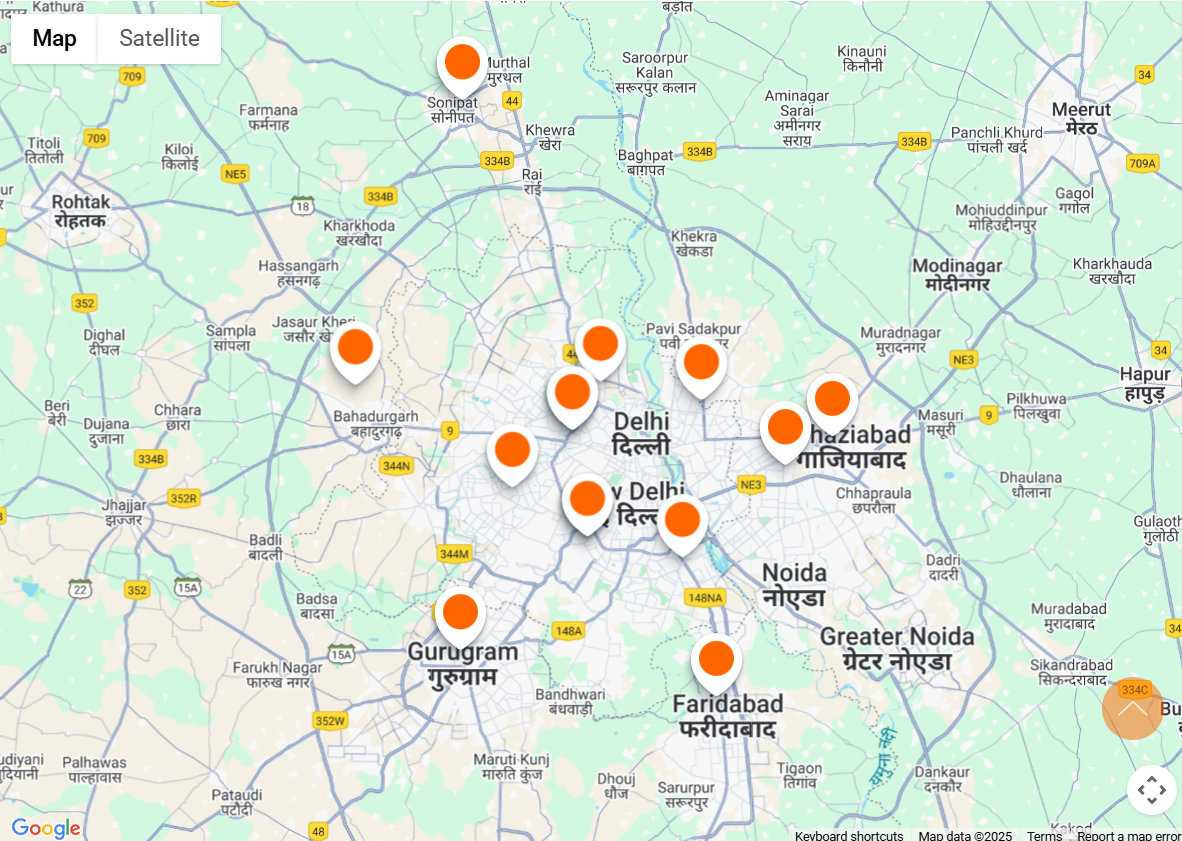 Kathura
बड़ौत
Map
Satellite
Kinauni
किनौनी
Murthal
मुरथल
Saroorpur
Kalan
सरूरपुर कलान
709
34
Sonipat
सोनीपत
44
Aminagar
Sarai
अमीनगर
सराय
Meerut
मेरठ
Farmana
फर्मनाह
Khewra
खेरा
Panchli Khurd
पांचली खर्द
709
334B
Titoli
तितोली
Kiloi
किलोई
334B
334B
Baghpat
बाग़पत
709A
NE5
Rai
राई
334B
Gagol
गगोल
Rohtak
रोहतक
18
Mohiuddinpur
मोहिउद्दीनपुर
Kharkhoda
खरखौदा
Khekra
खेकडा
Hassangarh
हसनगढ़
Modinagar
मोदीनगर
Kharkhauda
खरखौदा
352
Jasaur Kheri
जसौर
Sampla
सांपला
Dighal
दीघल
Pavi Sadakpur
Muradnagar
मुरादनगर
34
NE3
Hapur
हापुड़
Beri
बेरी
Chhara
छारा
Dujana
दुजाना
Bahadurgarh
बहादुरगढ़
9
Delhi
दिल्ली
Masuri
मसूरी
9
Pilkhuwa
पिलखुवा
haziabad
गाजियाबाद
334B
344N
Dhaulana
धौलाना
352R
NE3
w Delhi
Chhapraula
छपरौला
Jhajjar
झज्जर
Gulaoth
गुलोठी
Badli
बादली
344M
Dadri
दादरी
22
352
15A
Noida
नोएडा
Badsa
बादसा
148NA
Muradabad
मुरादाबाद
148A
Greater Noida
ग्रेटर नोएडा
34
15A
Gurugram
गुरुग्राम
Farukh Nagar
फारुख नगर
Sikandrabad
सिकन्दराबाद
334C
Bandhwari
बंधवाड़ी
Faridabad
फरीदाबाद
352W
यमुना नदी
Palhawas
पाल्हावास
Maruti Kunj
मारुति कुंज
Dhouj
धौज
Tigaon
तिगांव
Dankaur
दनकौर
Sarurpur
सरूरपुर
Pataudi
पटौदी
48
Google
Kakod
Keyboard shortcuts
Map data ©2025
Terms
Report a map error